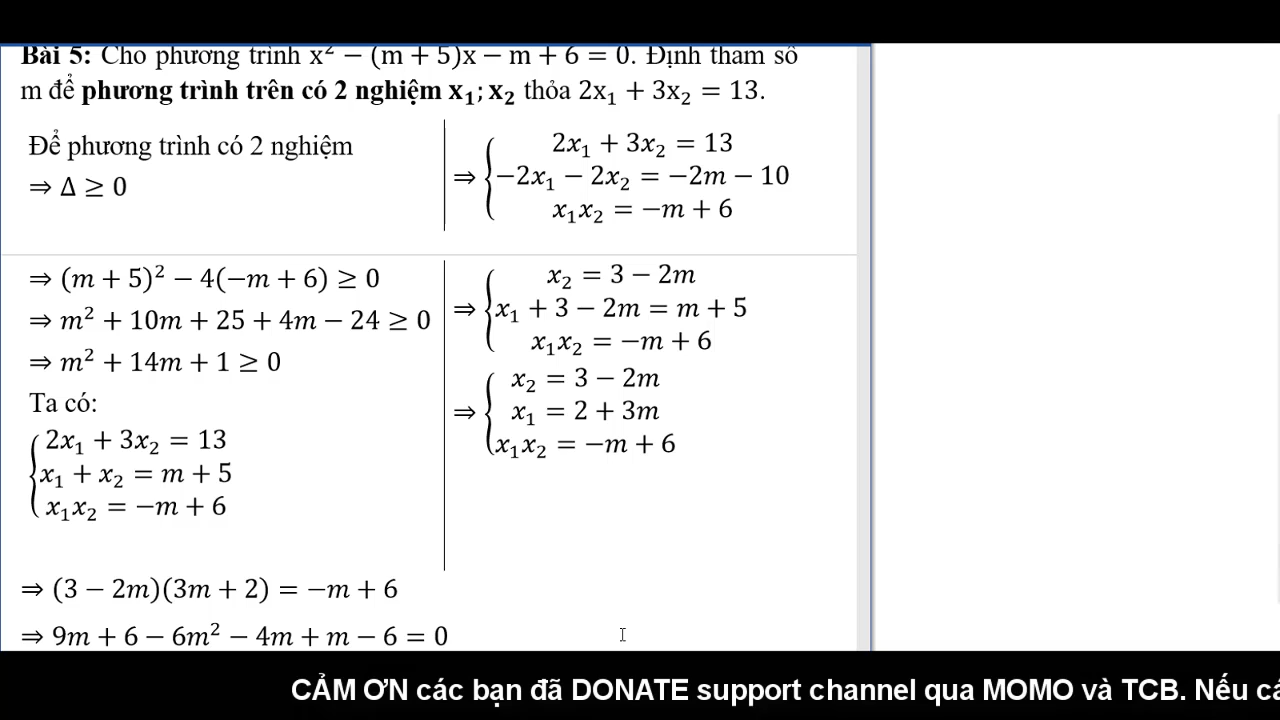 Bài 5: Cho phương trình x² − (m + 5)x − m + 6 = 0. Định tham số
m để phương trình trên có 2 nghiệm x₁; x₂ thỏa 2x₁ + 3x₂ = 13.
Để phương trình có 2 nghiệm
⇒ Δ ≥ 0
⇒ (m + 5)² − 4(−m + 6) ≥ 0
⇒ m² + 10m + 25 + 4m − 24 ≥ 0
⇒ m² + 14m + 1 ≥ 0
Ta có:
{ 2x₁ + 3x₂ = 13
x₁ + x₂ = m + 5
x₁x₂ = −m + 6
⇒ { 2x₁ + 3x₂ = 13
−2x₁ − 2x₂ = −2m − 10
x₁x₂ = −m + 6
⇒ { x₂ = 3 − 2m
x₁ + 3 − 2m = m + 5
x₁x₂ = −m + 6
⇒ { x₂ = 3 − 2m
x₁ = 2 + 3m
x₁x₂ = −m + 6
⇒ (3 − 2m)(3m + 2) = −m + 6
⇒ 9m + 6 − 6m² − 4m + m − 6 = 0
CẢM ƠN các bạn đã DONATE support channel qua MOMO và TCB. Nếu